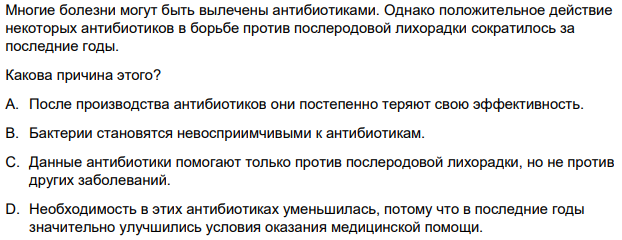 Многие болезни могут быть вылечены антибиотиками. Однако положительное действие
некоторых антибиотиков в борьбе против послеродовой лихорадки сократилось за
последние годы.
Какова причина этого?
A. После производства антибиотиков они постепенно теряют свою эффективность.
B. Бактерии становятся невосприимчивыми к антибиотикам.
C. Данные антибиотики помогают только против послеродовой лихорадки, но не против
других заболеваний.
D. Необходимость в этих антибиотиках уменьшилась, потому что в последние годы
значительно улучшились условия оказания медицинской помощи.